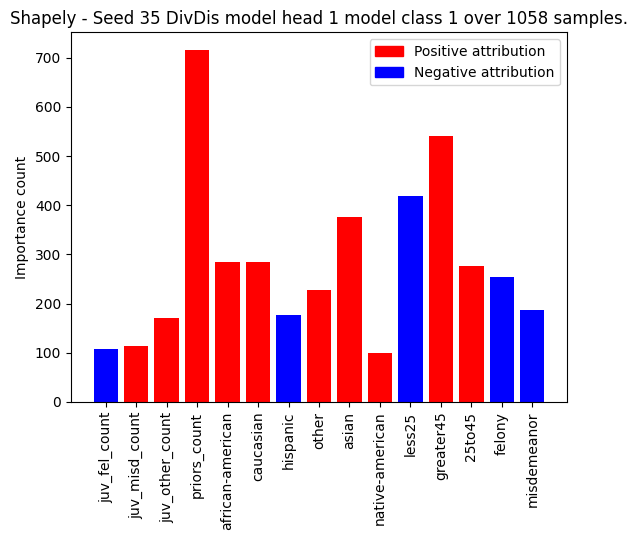 Shapely - Seed 35 DivDis model head 1 model class 1 over 1058 samples.
Positive attribution
Negative attribution
Importance count
700
600
500
400
300
200
100
0
juv_fel_count
juv_misd_count
juv_other_count
priors_count
african-american
caucasian
hispanic
other
asian
native-american
less25
greater45
25to45
felony
misdemeanor